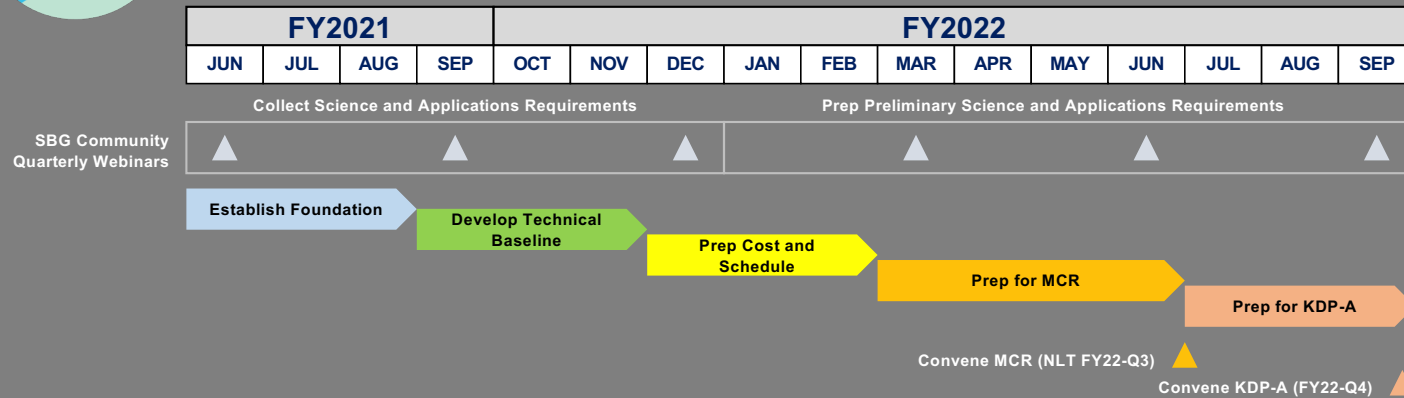 FY2021 FY2022
JUN JUL AUG SEP OCT NOV DEC JAN FEB MAR APR MAY JUN JUL AUG SEP
Collect Science and Applications Requirements Prep Preliminary Science and Applications Requirements
SBG Community
Quarterly Webinars
Establish Foundation
Develop Technical
Baseline
Prep Cost and
Schedule
Prep for MCR
Prep for KDP-A
Convene MCR (NLT FY22-Q3)
Convene KDP-A (FY22-Q4)